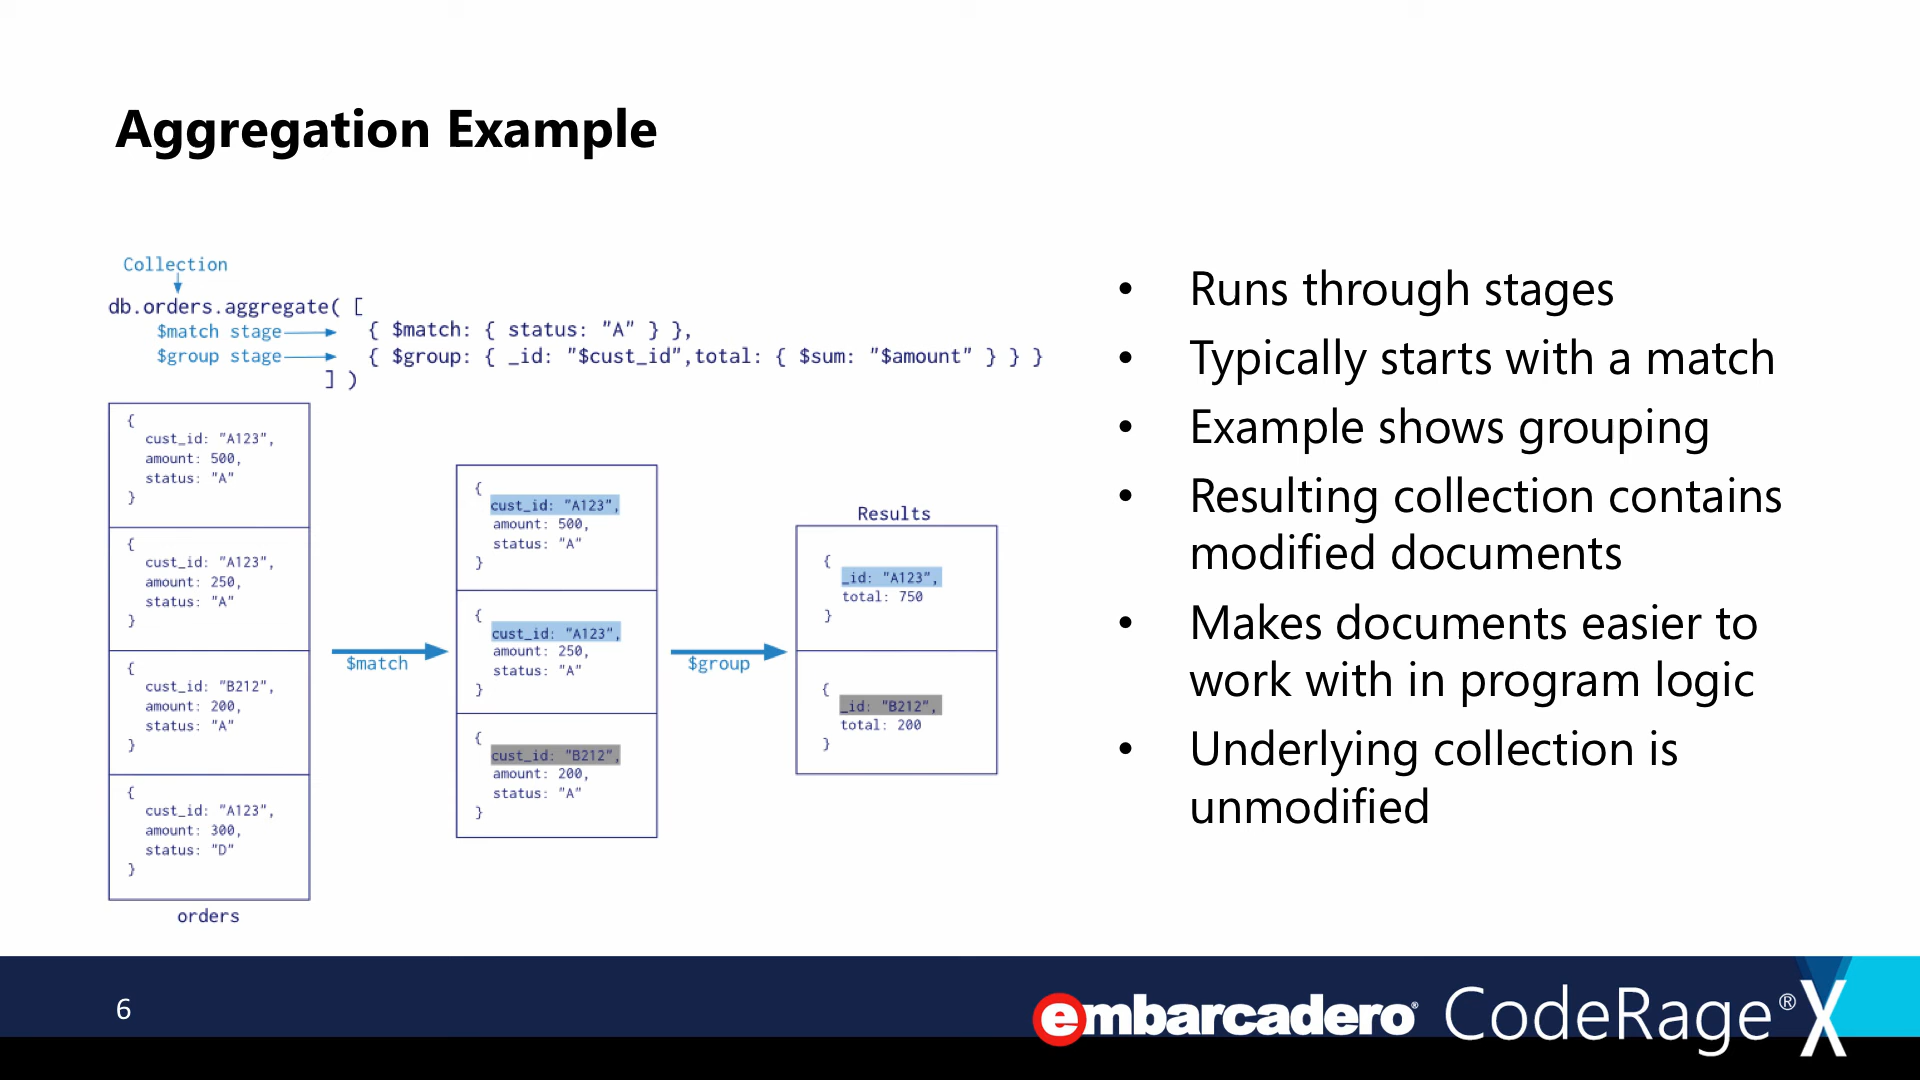 Aggregation Example
Collection
db.orders.aggregate( [
$match stage { $match: { status: "A" } },
$group stage { $group: { _id: "$cust_id",total: { $sum: "$amount" } } }
] )
{
cust_id: "A123",
amount: 500,
status: "A"
}
{
cust_id: "A123",
amount: 250,
status: "A"
}
{
cust_id: "B212",
amount: 200,
status: "A"
}
{
cust_id: "A123",
amount: 300,
status: "D"
}
orders
$match
{
cust_id: "A123",
amount: 500,
status: "A"
}
{
cust_id: "A123",
amount: 250,
status: "A"
}
{
cust_id: "B212",
amount: 200,
status: "A"
}
$group
Results
{
_id: "A123",
total: 750
}
{
_id: "B212",
total: 200
}
• Runs through stages
• Typically starts with a match
• Example shows grouping
• Resulting collection contains
modified documents
• Makes documents easier to
work with in program logic
• Underlying collection is
unmodified
6
embarcadero® CodeRage® X